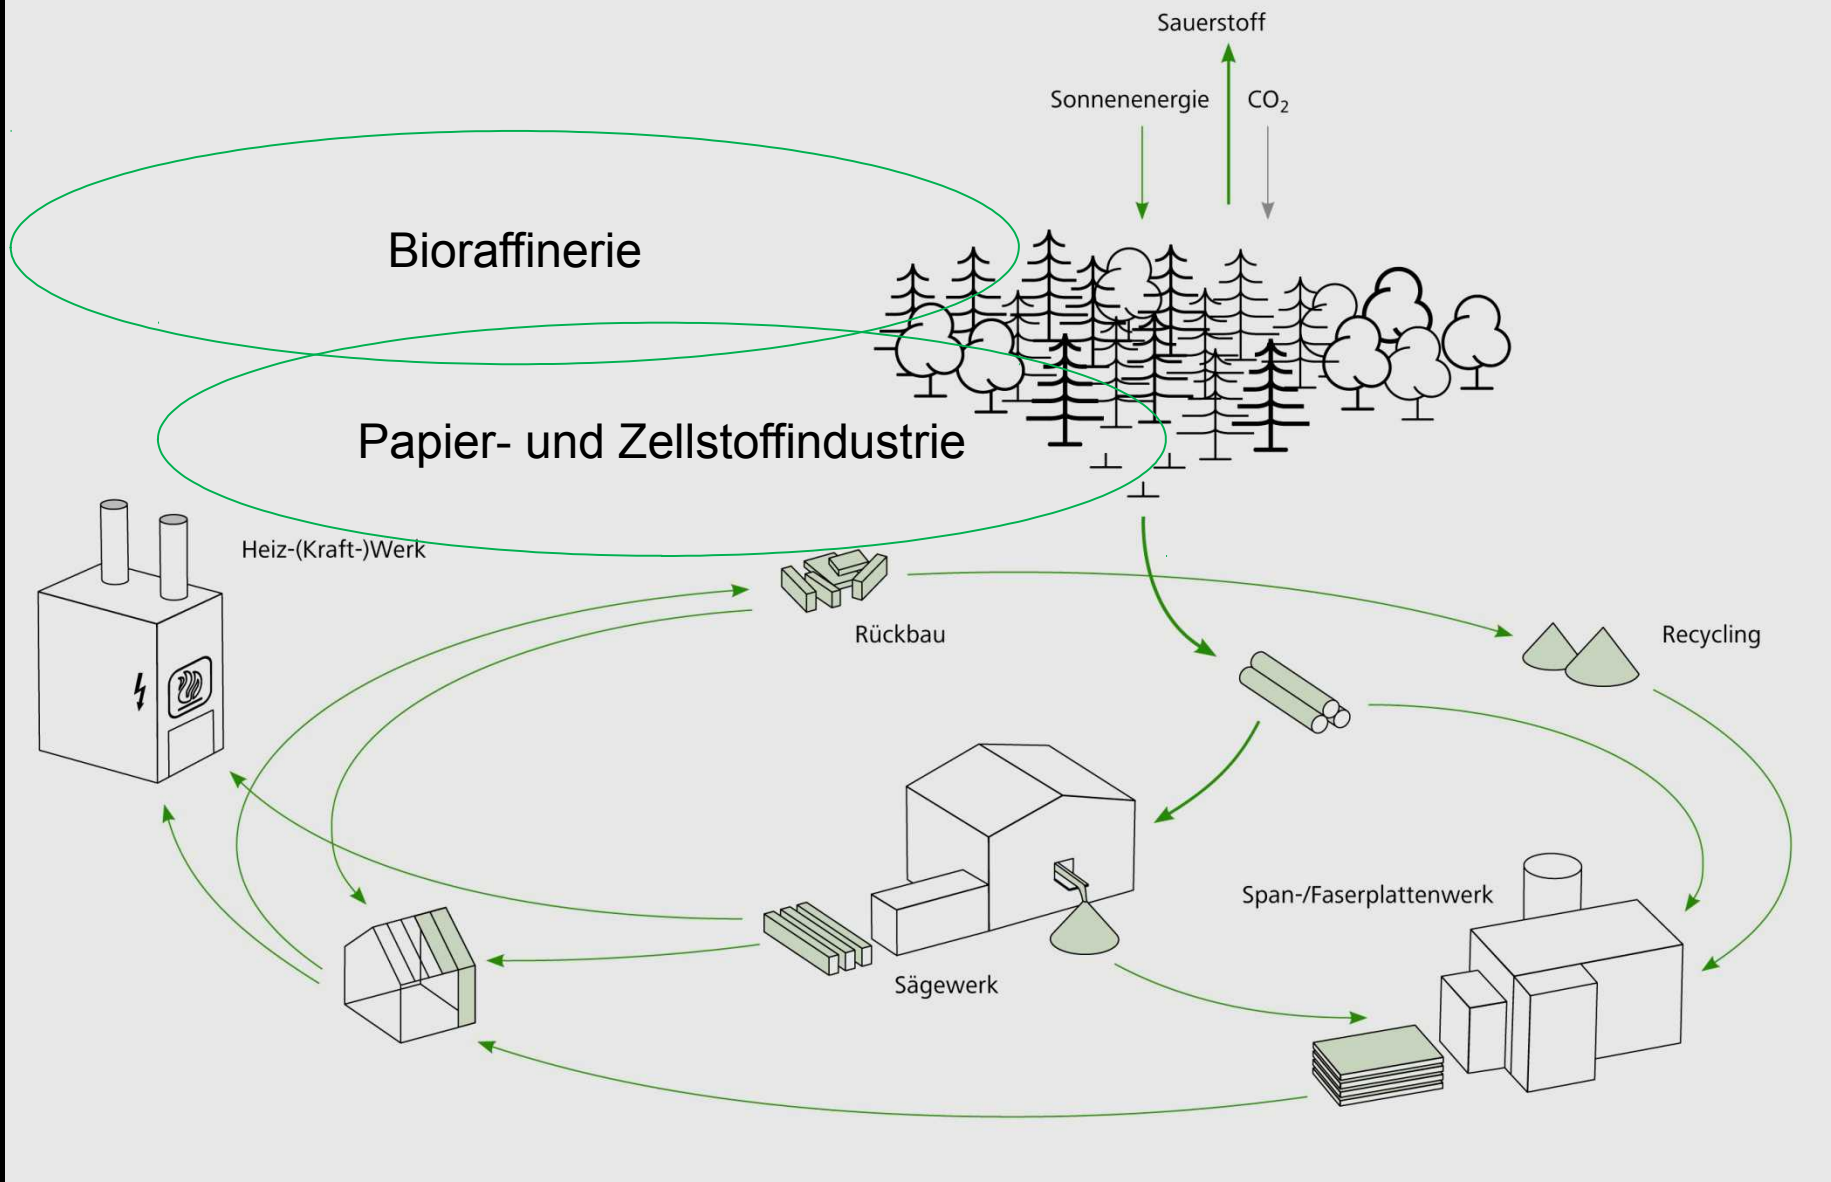 Sauerstoff
Sonnenenergie
CO₂
Bioraffinerie
Papier- und Zellstoffindustrie
Heiz-(Kraft-)Werk
Rückbau
Recycling
Span-/Faserplattenwerk
Sägewerk